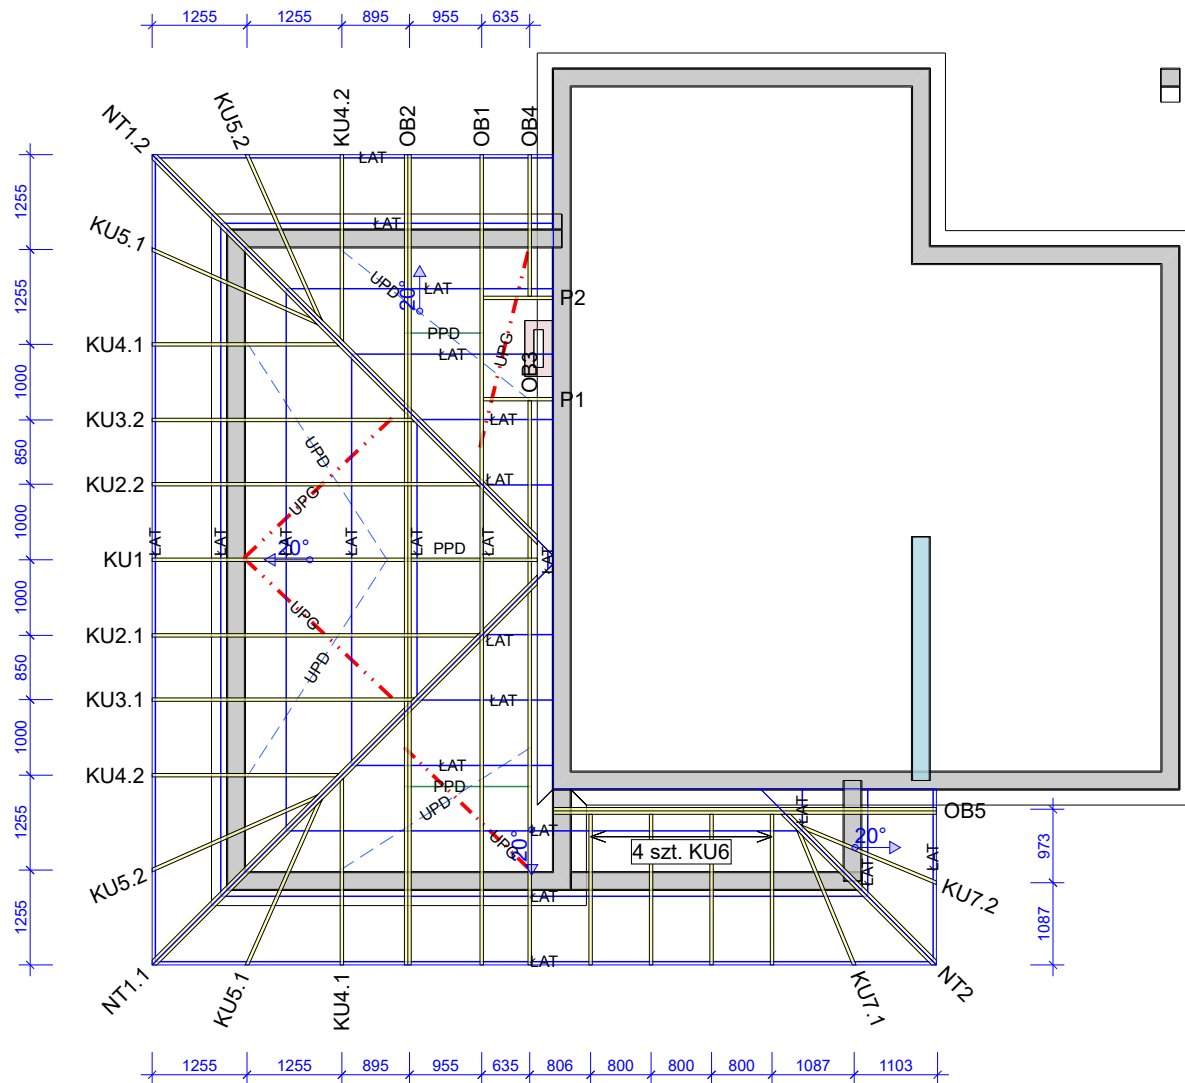 1255 1255 895 955 635
NT1.2 KU5.2 KU4.2 OB2 OB1 OB4
ŁAT
ŁAT
1255
KU5.1
UPD 20° ŁAT
1255
P2
PPD UPG
KU4.1
ŁAT OB3
1000
P1
KU3.2
ŁAT
850
UPD
KU2.2
UPG
ŁAT
1000
ŁAT ŁAT ŁAT ŁAT ŁAT ŁAT ŁAT
KU1
20°
PPD
1000
UPG
KU2.1
ŁAT
UPD
850
KU3.1
ŁAT
1000
ŁAT
KU4.2
PPD
UPD
1255
UPG 20°
ŁAT
4 szt. KU6
ŁAT
20°
OB5
973
KU5.2
ŁAT
ŁAT
ŁAT
KU7.2
1255
1087
ŁAT
NT1.1 KU5.1 KU4.1 KU7.1 NT2
1255 1255 895 955 635 806 800 800 800 1087 1103